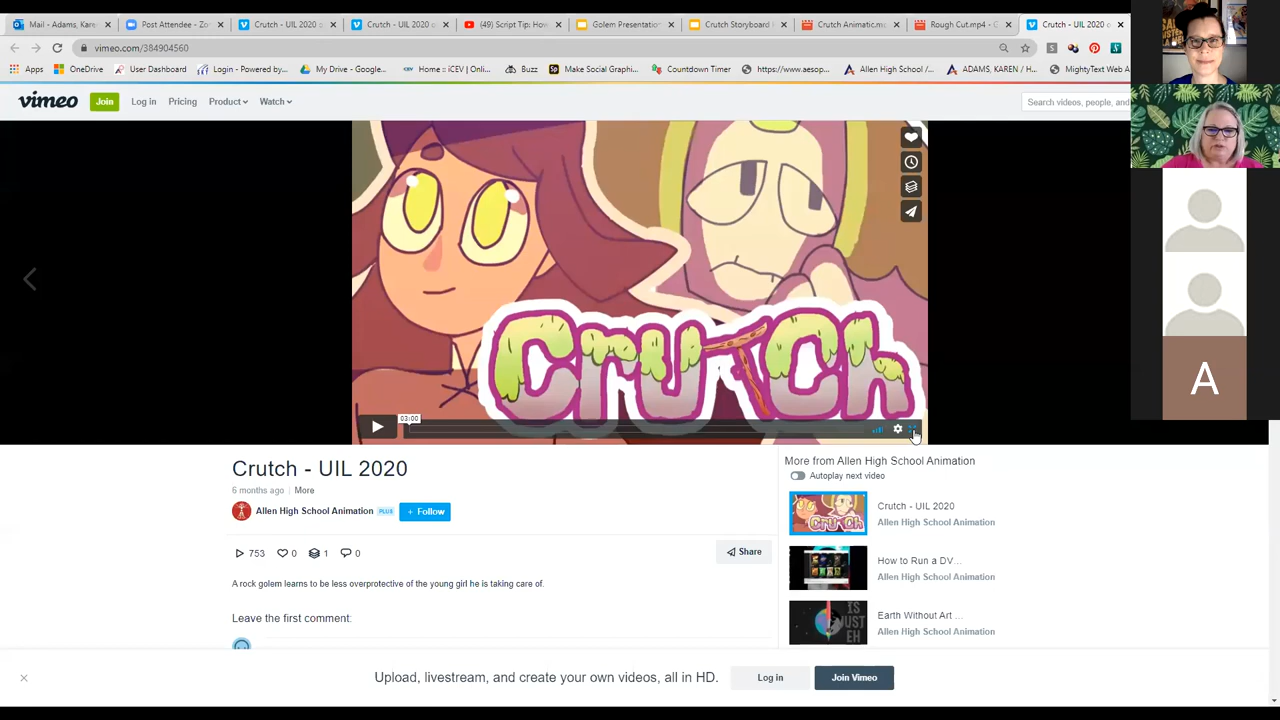 Mail - Adams, Kare
Post Attendee - Zo
Crutch - UIL 2020 o
Crutch - UIL 2020 o
(49) Script Tip: How
Golem Presentation
Crutch Storyboard
Crutch Animatic.mo
Rough Cut.mp4 - G
Crutch - UIL 2020 o
vimeo.com/384904560
Apps
OneDrive
User Dashboard
Login - Powered by...
My Drive - Google...
Home :: iCEV | Onli...
Buzz
Make Social Graphi...
Countdown Timer
https://www.aesop...
Allen High School /...
ADAMS, KAREN / H...
MightyText Web A
vimeo
Join
Log in
Pricing
Product
Watch
Search videos, people, and
Crutch
03:00
Crutch - UIL 2020
6 months ago | More
Allen High School Animation PLUS + Follow
753 0 1 0
Share
A rock golem learns to be less overprotective of the young girl he is taking care of.
Leave the first comment:
More from Allen High School Animation
Autoplay next video
Crutch - UIL 2020
Allen High School Animation
How to Run a DV...
Allen High School Animation
IS
JUST
EH
Earth Without Art ...
Allen High School Animation
A
Upload, livestream, and create your own videos, all in HD.
Log in
Join Vimeo